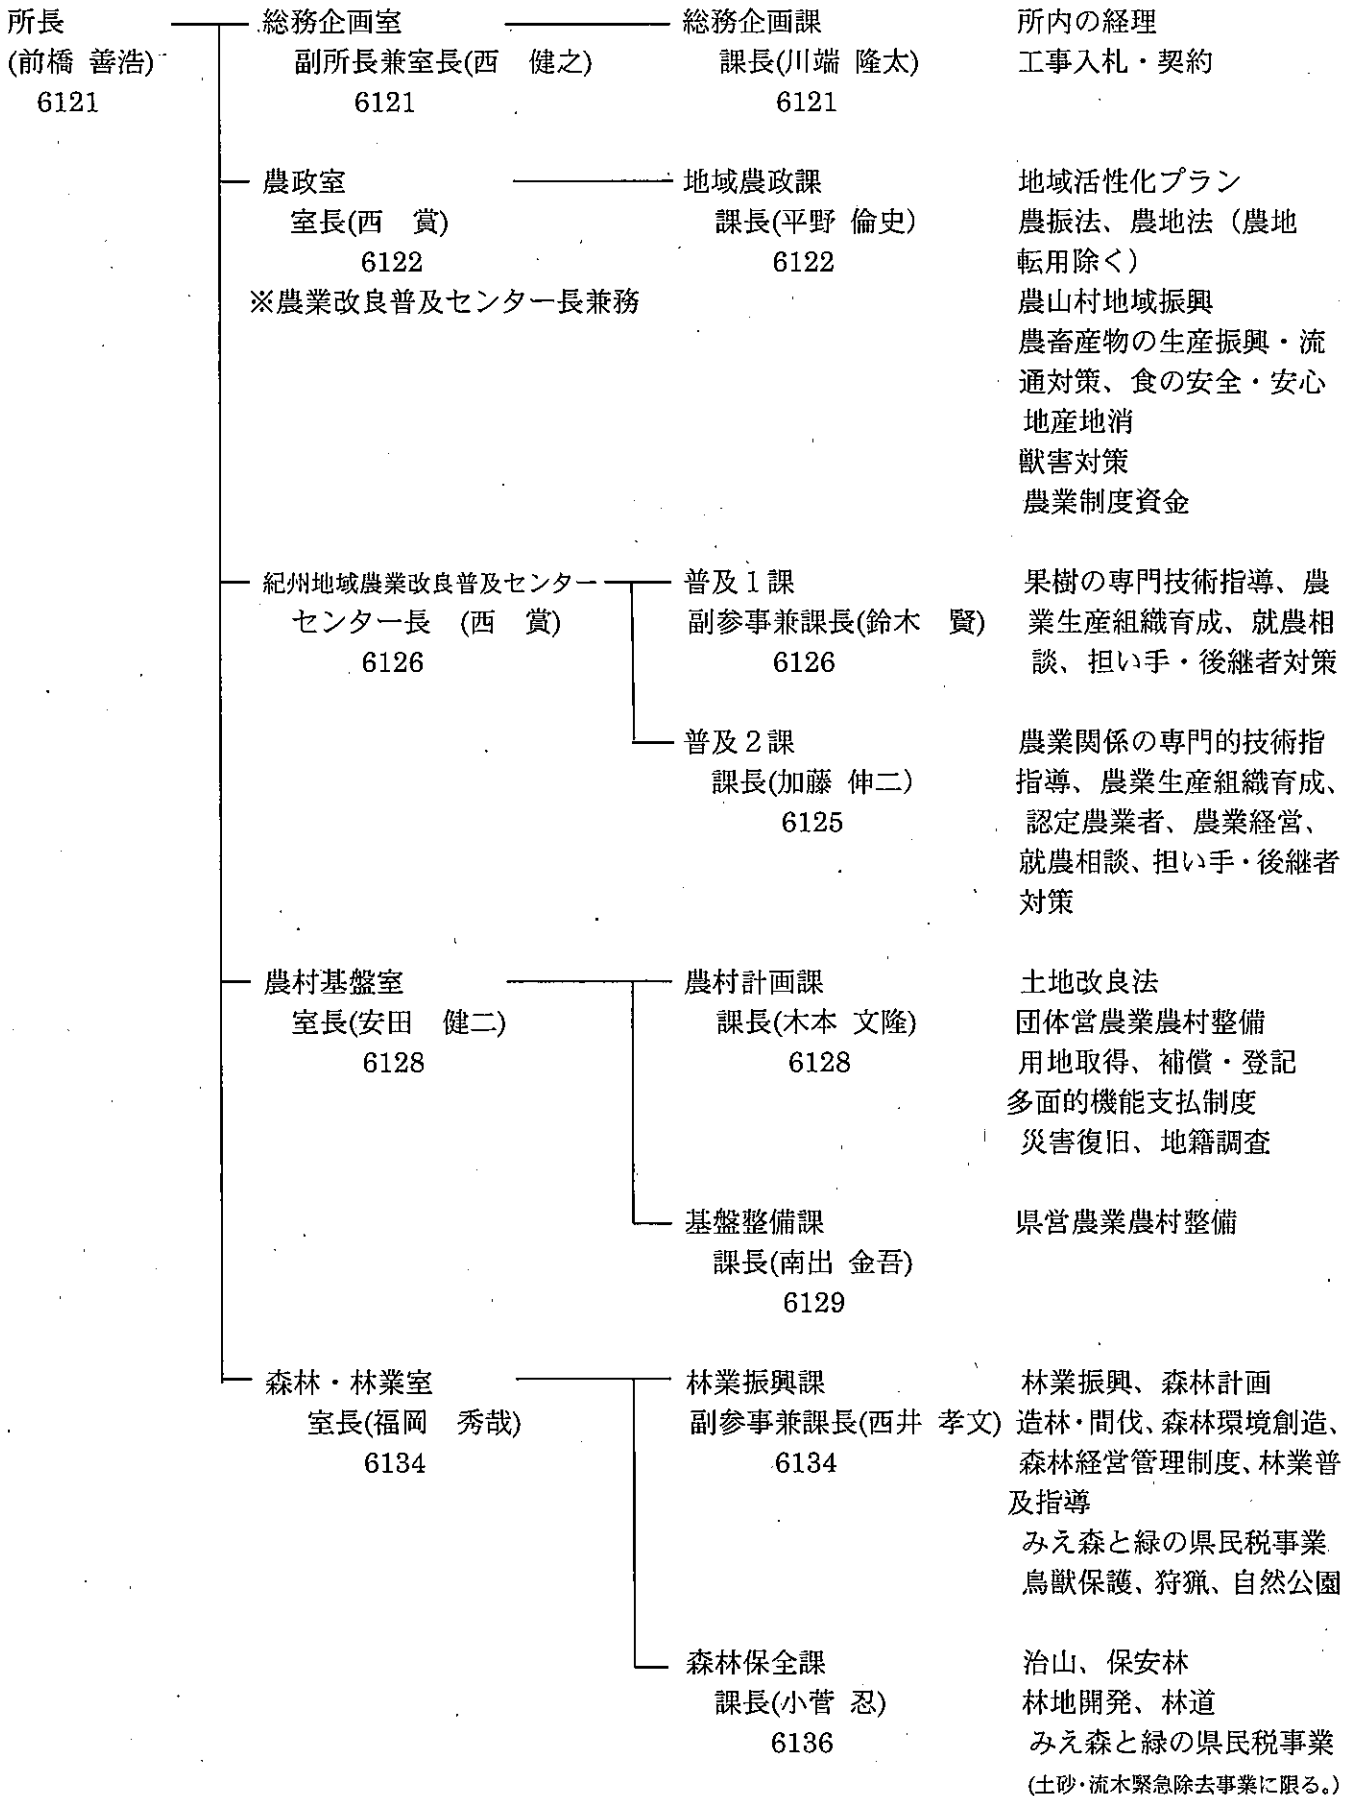 所長 総務企画室 総務企画課 所内の経理
(前橋 善浩) 副所長兼室長(西 健之) 課長(川端 隆太) 工事入札・契約
6121 6121 6121
農政室 地域農政課 地域活性化プラン
室長(西 賞) 課長(平野 倫史) 農振法、農地法（農地
6122 6122 転用除く）
※農業改良普及センター長兼務 農山村地域振興
農畜産物の生産振興・流
通対策、食の安全・安心
地産地消
獣害対策
農業制度資金
紀州地域農業改良普及センター 普及１課 果樹の専門技術指導、農
センター長 (西 賞) 副参事兼課長(鈴木 賢) 業生産組織育成、就農相
6126 6126 談、担い手・後継者対策
普及２課 農業関係の専門的技術指
課長(加藤 伸二) 指導、農業生産組織育成、
6125 認定農業者、農業経営、
就農相談、担い手・後継者
対策
農村基盤室 農村計画課 土地改良法
室長(安田 健二) 課長(木本 文隆) 団体営農業農村整備
6128 6128 用地取得、補償・登記
多面的機能支払制度
災害復旧、地籍調査
基盤整備課 県営農業農村整備
課長(南出 金吾)
6129
森林・林業室 林業振興課 林業振興、森林計画
室長(福岡 秀哉) 副参事兼課長(西井 孝文) 造林・間伐、森林環境創造、
6134 6134 森林経営管理制度、林業普
及指導
みえ森と緑の県民税事業
鳥獣保護、狩猟、自然公園
森林保全課 治山、保安林
課長(小菅 忍) 林地開発、林道
6136 みえ森と緑の県民税事業
(土砂・流木緊急除去事業に限る。)